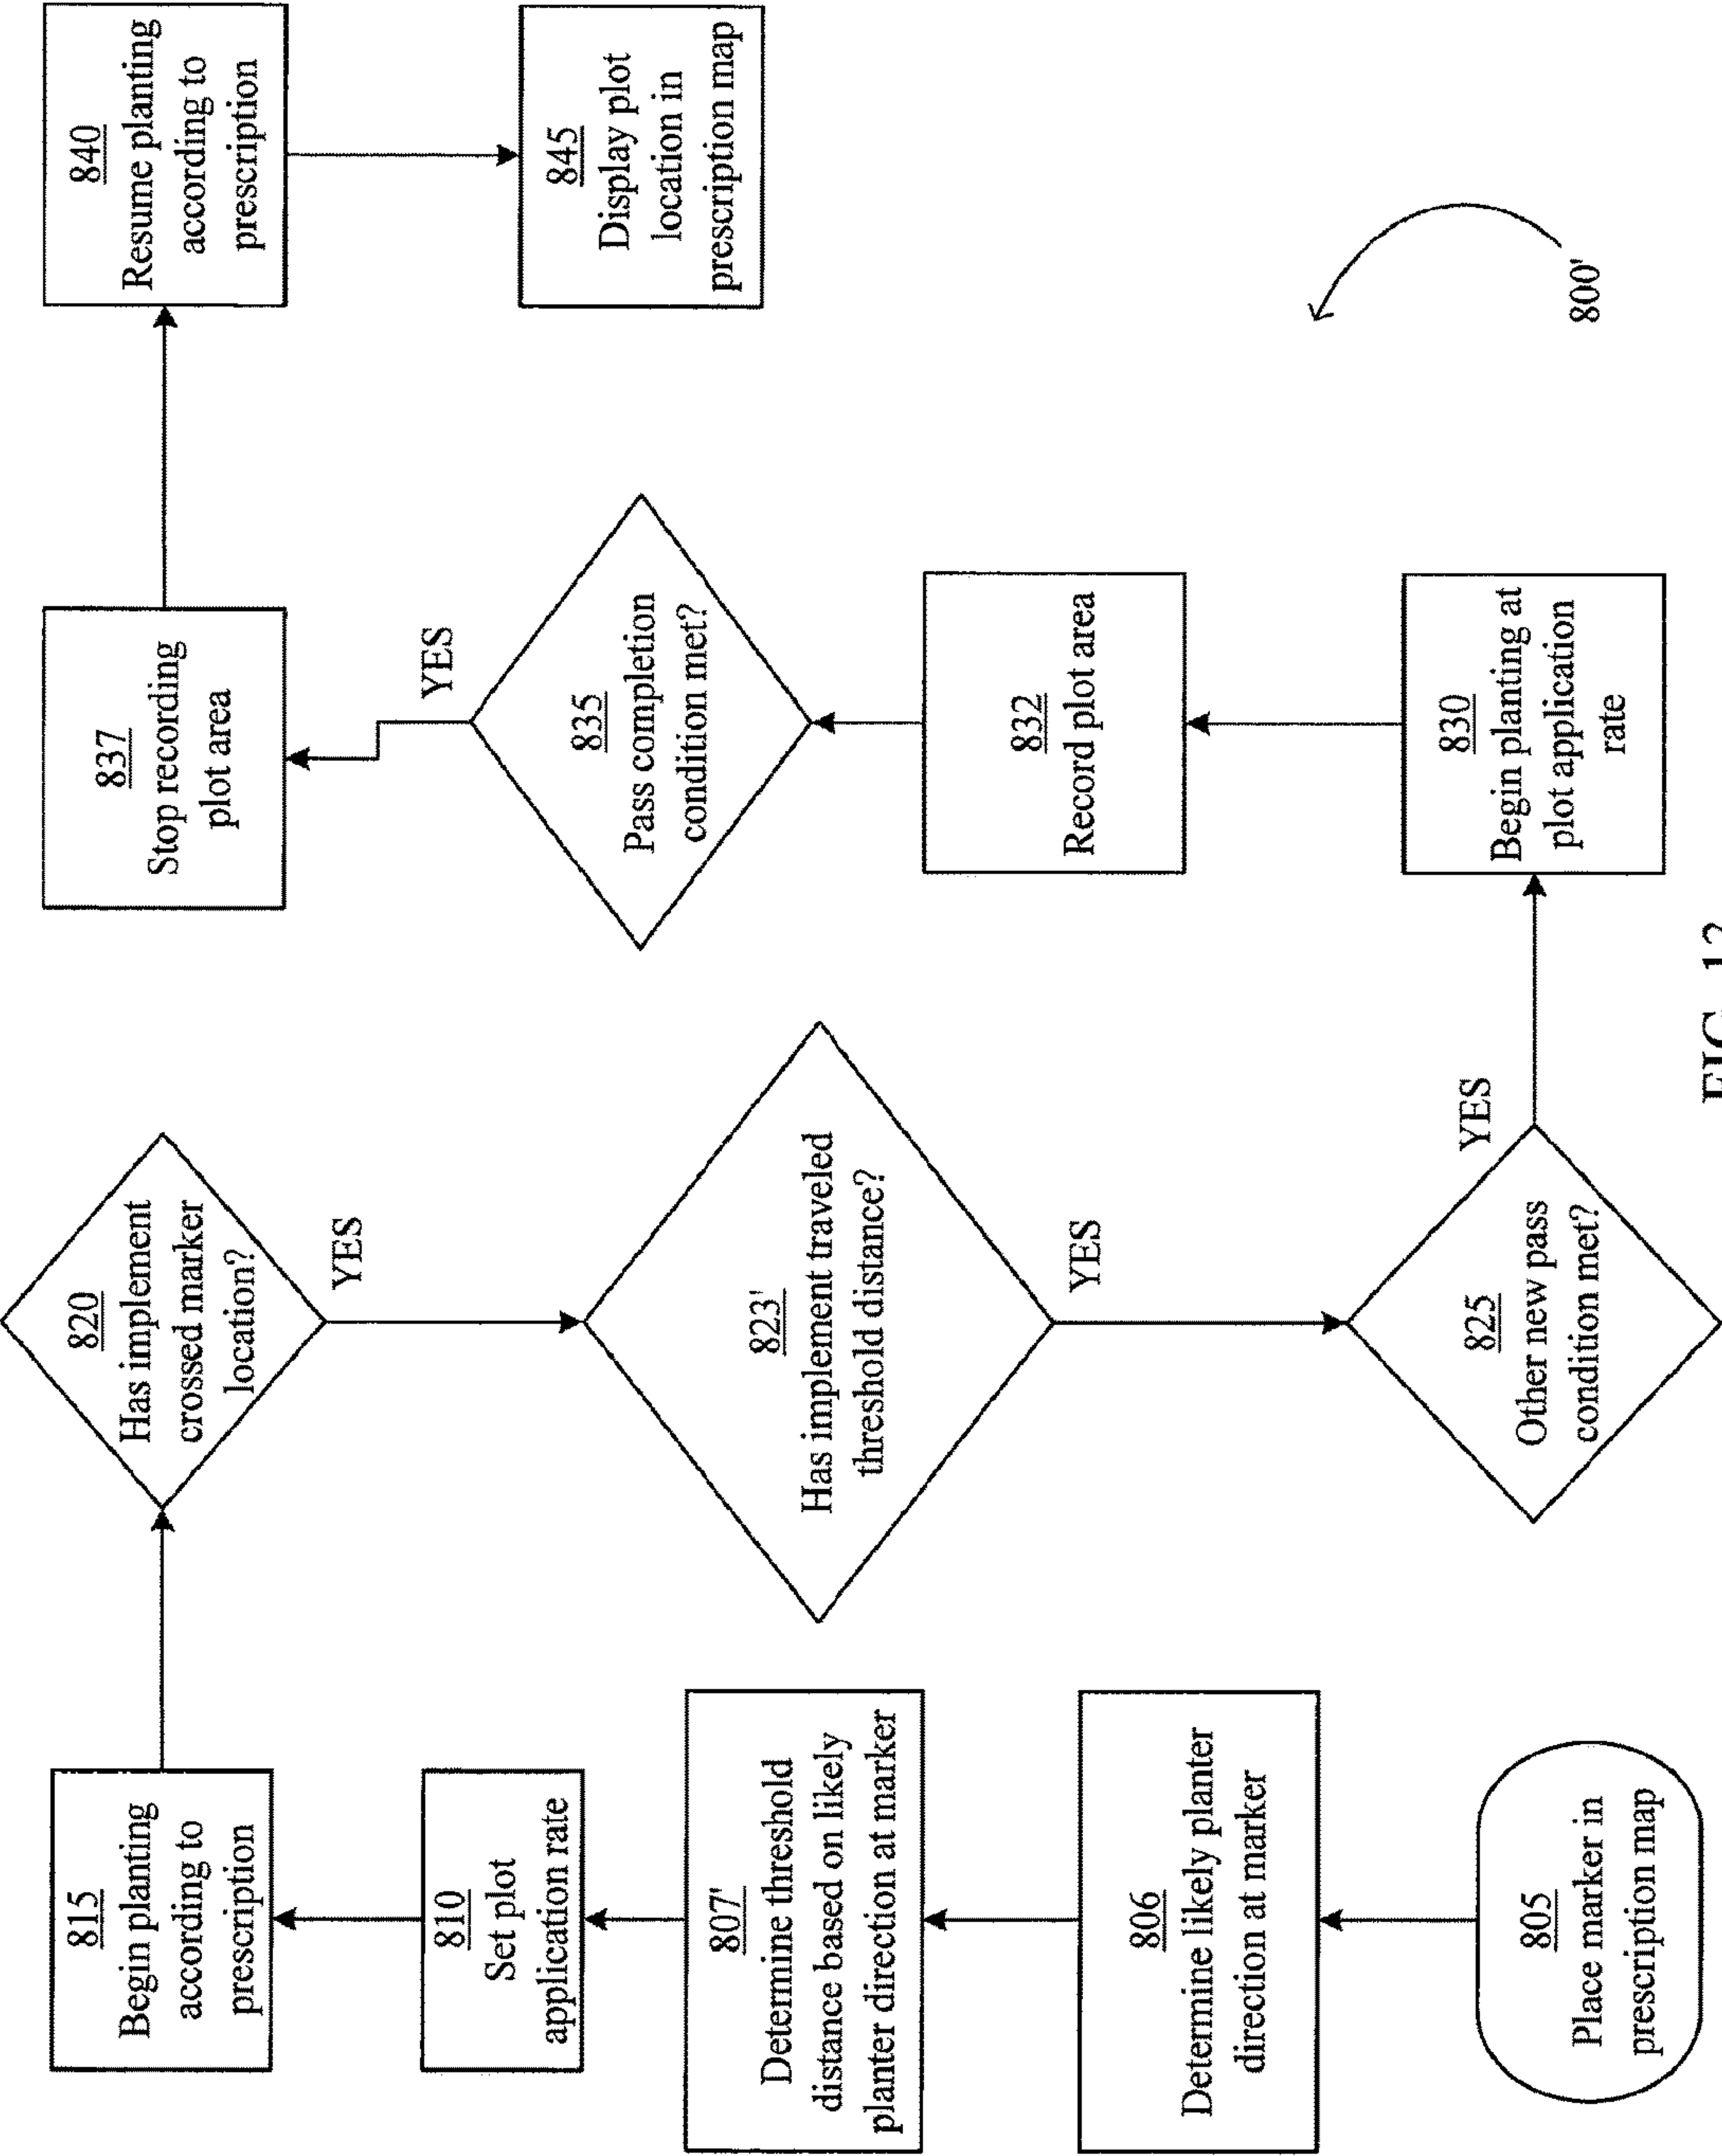 805
Place marker in
prescription map
806
Determine likely planter
direction at marker
807'
Determine threshold
distance based on likely
planter direction at marker
810
Set plot
application rate
815
Begin planting
according to
prescription
820
Has implement
crossed marker
location?
YES
823'
Has implement traveled
threshold distance?
YES
825
Other new pass
condition met?
YES
830
Begin planting at
plot application
rate
832
Record plot area
835
Pass completion
condition met?
YES
837
Stop recording
plot area
840
Resume planting
according to
prescription
845
Display plot
location in
prescription map
800'
FIG.